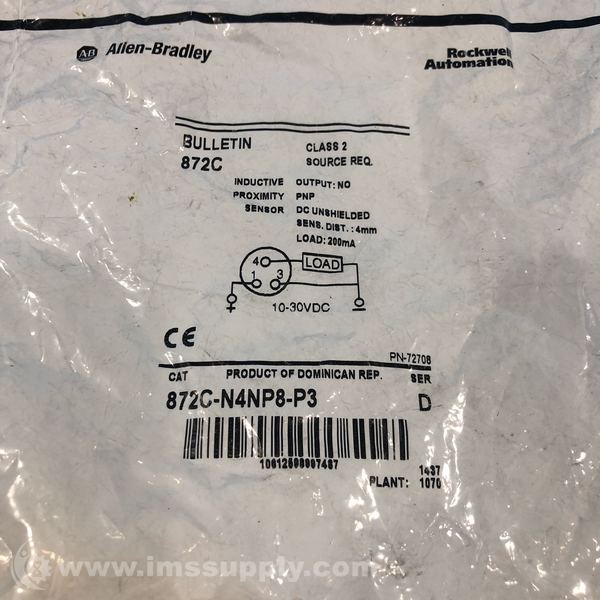 AB Allen-Bradley
Rockwell Automation
BULLETIN 872C
CLASS 2 SOURCE REQ.
INDUCTIVE PROXIMITY SENSOR
OUTPUT: NO
PNP
DC UNSHIELDED
SENS. DIST. : 4mm
LOAD: 200mA
4 LOAD
1 3
10-30VDC
CE
PN-72708
CAT PRODUCT OF DOMINICAN REP. SER
872C-N4NP8-P3 D
1437
PLANT: 1070
www.imssupply.com